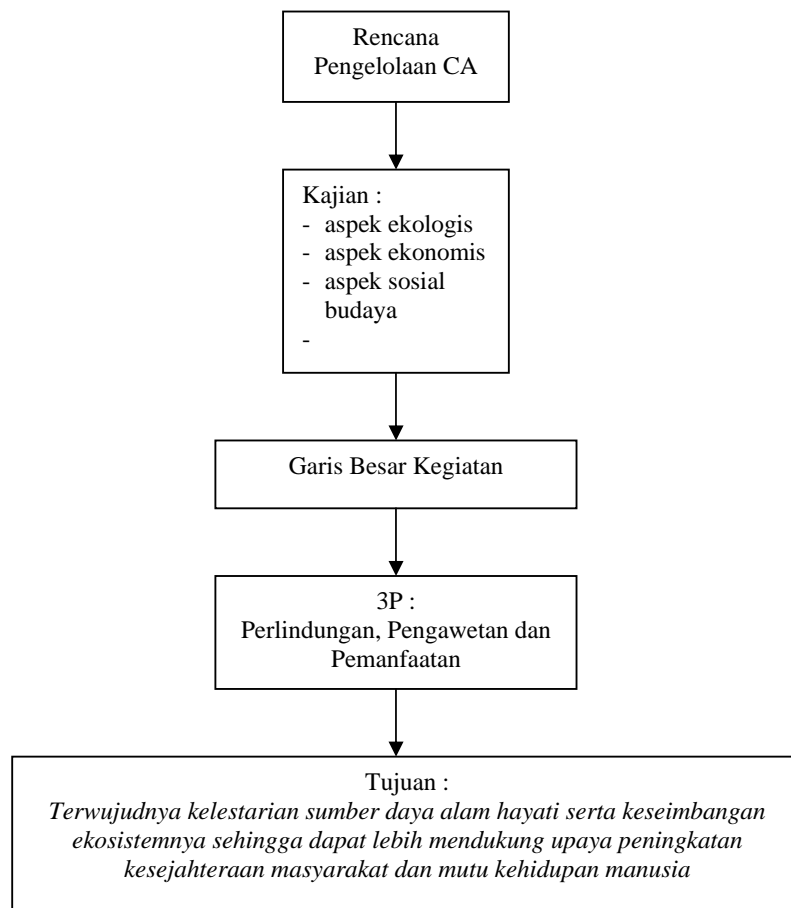 Rencana
Pengelolaan CA
Kajian :
- aspek ekologis
- aspek ekonomis
- aspek sosial
budaya
-
Garis Besar Kegiatan
3P :
Perlindungan, Pengawetan dan
Pemanfaatan
Tujuan :
Terwujudnya kelestarian sumber daya alam hayati serta keseimbangan
ekosistemnya sehingga dapat lebih mendukung upaya peningkatan
kesejahteraan masyarakat dan mutu kehidupan manusia